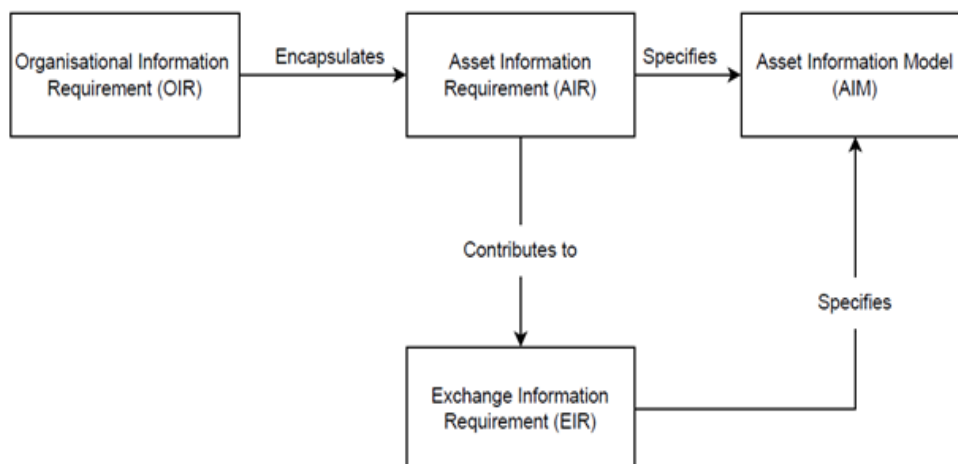 Organisational Information
Requirement (OIR)
Encapsulates
Asset Information
Requirement (AIR)
Specifies
Asset Information Model
(AIM)
Contributes to
Specifies
Exchange Information
Requirement (EIR)